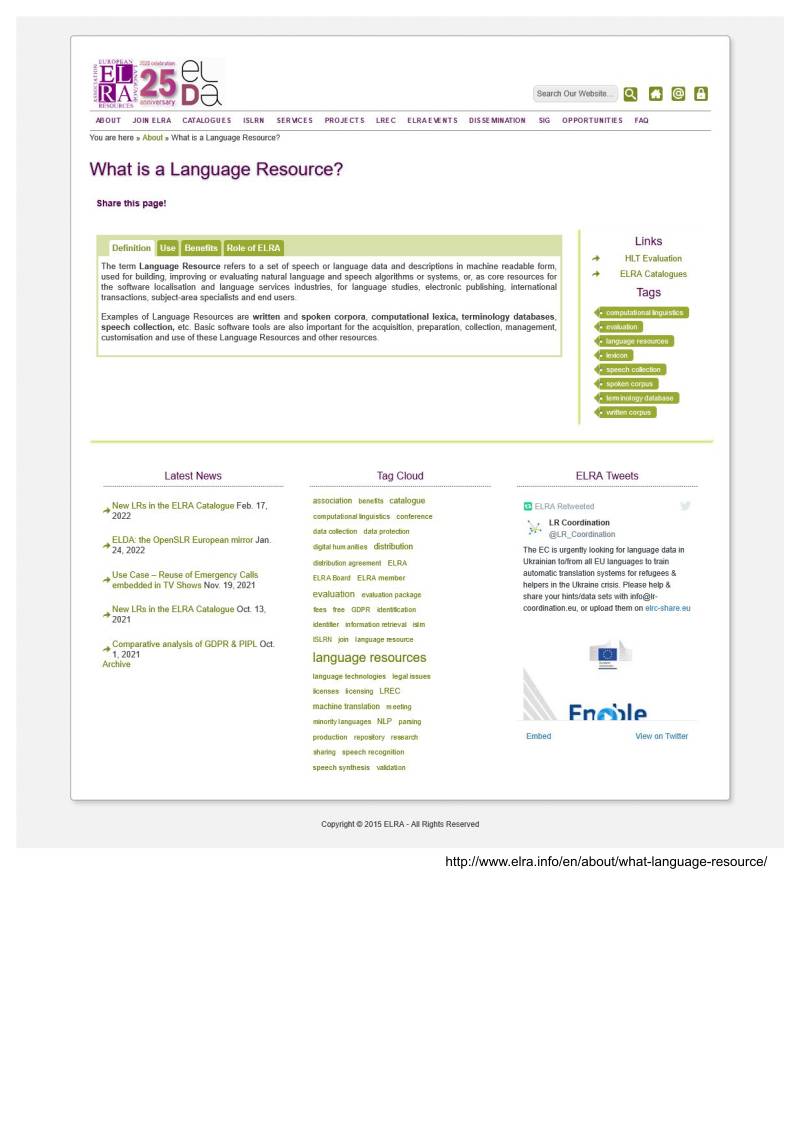 EUROPEAN
ASSOCIATION
LANGUAGE
ELRA
RESOURCES
2020 celebration
25
anniversary
elDa
Search Our Website...
ABOUT JOIN ELRA CATALOGUES ISLRN SERVICES PROJECTS LREC ELRA EVENTS DISSEMINATION SIG OPPORTUNITIES FAQ
You are here » About » What is a Language Resource?
What is a Language Resource?
Share this page!
Definition Use Benefits Role of ELRA
The term Language Resource refers to a set of speech or language data and descriptions in machine readable form,
used for building, improving or evaluating natural language and speech algorithms or systems, or, as core resources for
the software localisation and language services industries, for language studies, electronic publishing, international
transactions, subject-area specialists and end users.
Examples of Language Resources are written and spoken corpora, computational lexica, terminology databases,
speech collection, etc. Basic software tools are also important for the acquisition, preparation, collection, management,
customisation and use of these Language Resources and other resources.
Links
HLT Evaluation
ELRA Catalogues
Tags
computational linguistics
evaluation
language resources
lexicon
speech collection
spoken corpus
terminology database
written corpus
Latest News
New LRs in the ELRA Catalogue Feb. 17,
2022
ELDA: the OpenSLR European mirror Jan.
24, 2022
Use Case – Reuse of Emergency Calls
embedded in TV Shows Nov. 19, 2021
New LRs in the ELRA Catalogue Oct. 13,
2021
Comparative analysis of GDPR & PIPL Oct.
1, 2021
Archive
Tag Cloud
association benefits catalogue
computational linguistics conference
data collection data protection
digital humanities distribution
distribution agreement ELRA
ELRA Board ELRA member
evaluation evaluation package
fees free GDPR identification
identifier information retrieval islrn
ISLRN join language resource
language resources
language technologies legal issues
licenses licensing LREC
machine translation meeting
minority languages NLP parsing
production repository research
sharing speech recognition
speech synthesis validation
ELRA Tweets
ELRA Retweeted
LR Coordination
@LR_Coordination
The EC is urgently looking for language data in
Ukrainian to/from all EU languages to train
automatic translation systems for refugees &
helpers in the Ukraine crisis. Please help &
share your hints/data sets with info@lr-
coordination.eu, or upload them on elrc-share.eu
Enable
Embed View on Twitter
Copyright © 2015 ELRA - All Rights Reserved
http://www.elra.info/en/about/what-language-resource/